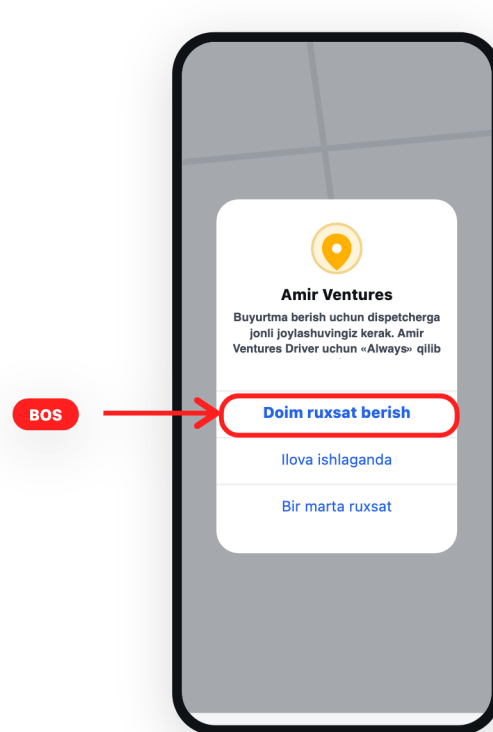 Amir Ventures
Buyurtma berish uchun dispetcherga
jonli joylashuvingiz kerak. Amir
Ventures Driver uchun «Always» qilib
BOS
Doim ruxsat berish
Ilova ishlaganda
Bir marta ruxsat